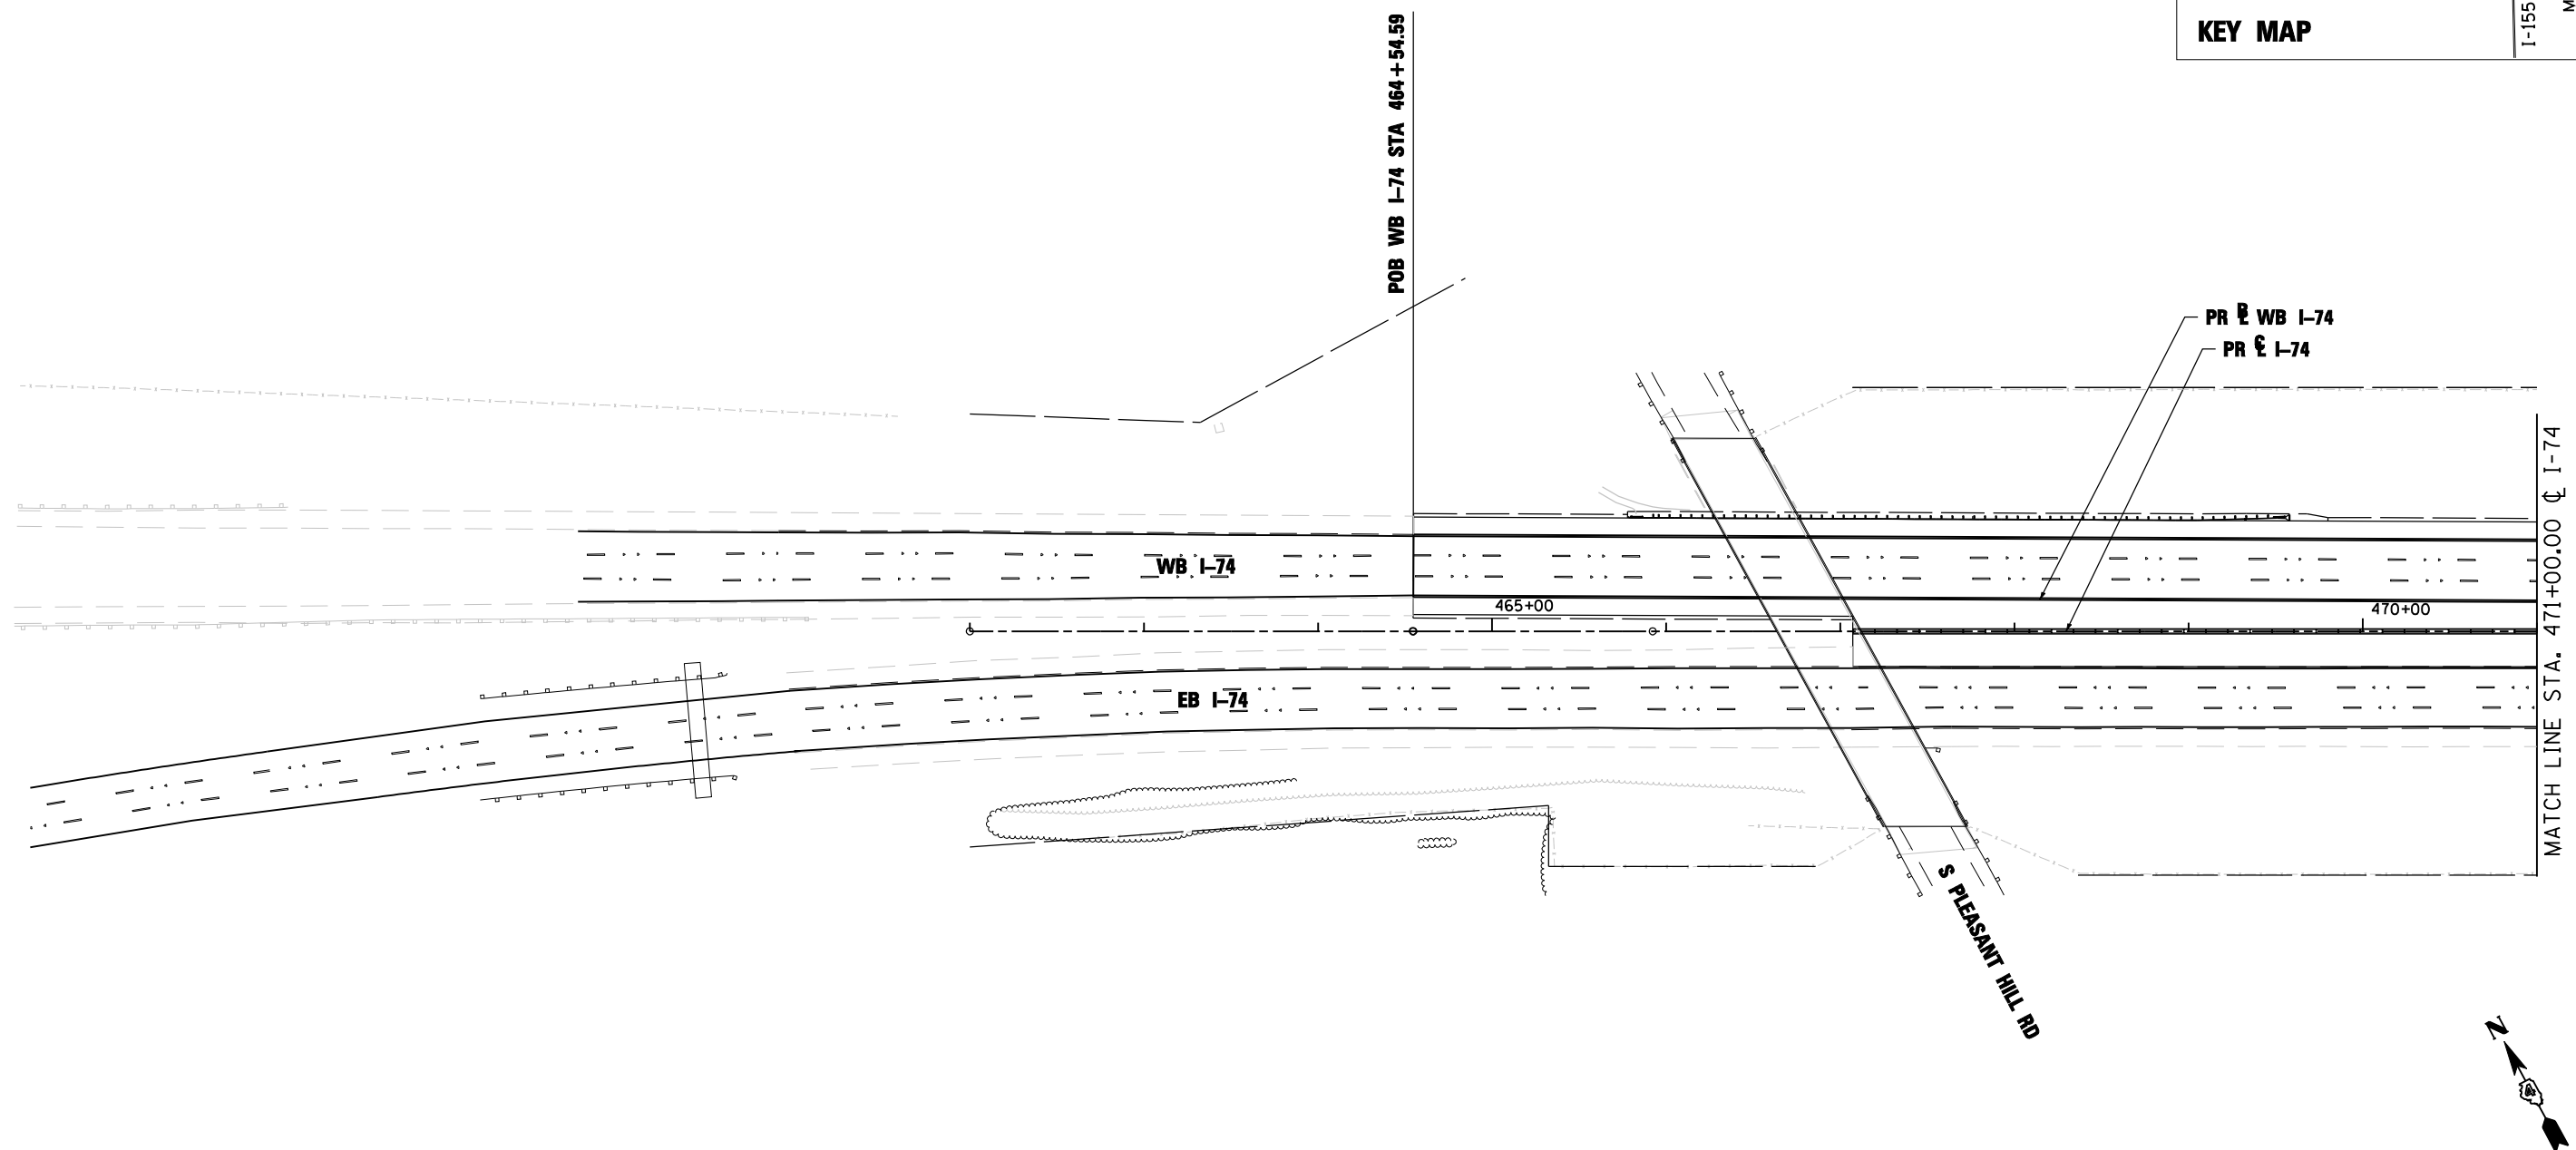 KEY MAP
I-155
M
POB WB I-74 STA 464+54.59
PR ⅊ WB I-74
PR ℄ I-74
WB I-74
465+00
470+00
EB I-74
MATCH LINE STA. 471+00.00 ℄ I-74
S PLEASANT HILL RD
N
4